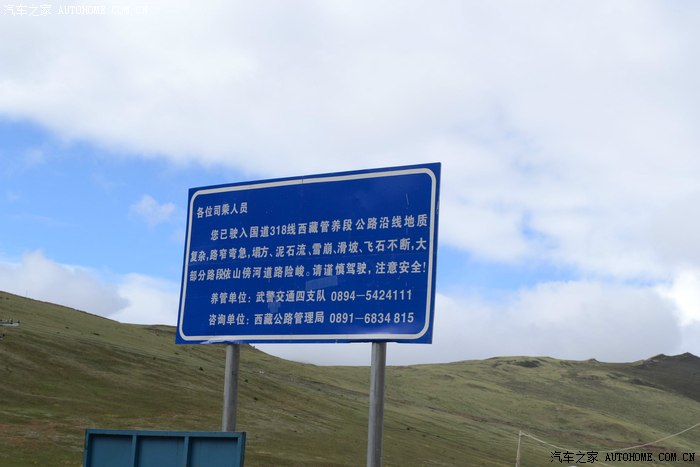 汽车之家 AUTOHOME.COM.CN
各位司乘人员
您已驶入国道318线西藏管养段公路沿线地质
复杂,路窄弯急,塌方、泥石流、雪崩、滑坡、飞石不断,大
部分路段依山傍河道路险峻。请谨慎驾驶，注意安全!
养管单位: 武警交通四支队 0894—5424111
咨询单位: 西藏公路管理局 0891—6834815
汽车之家 AUTOHOME.COM.CN